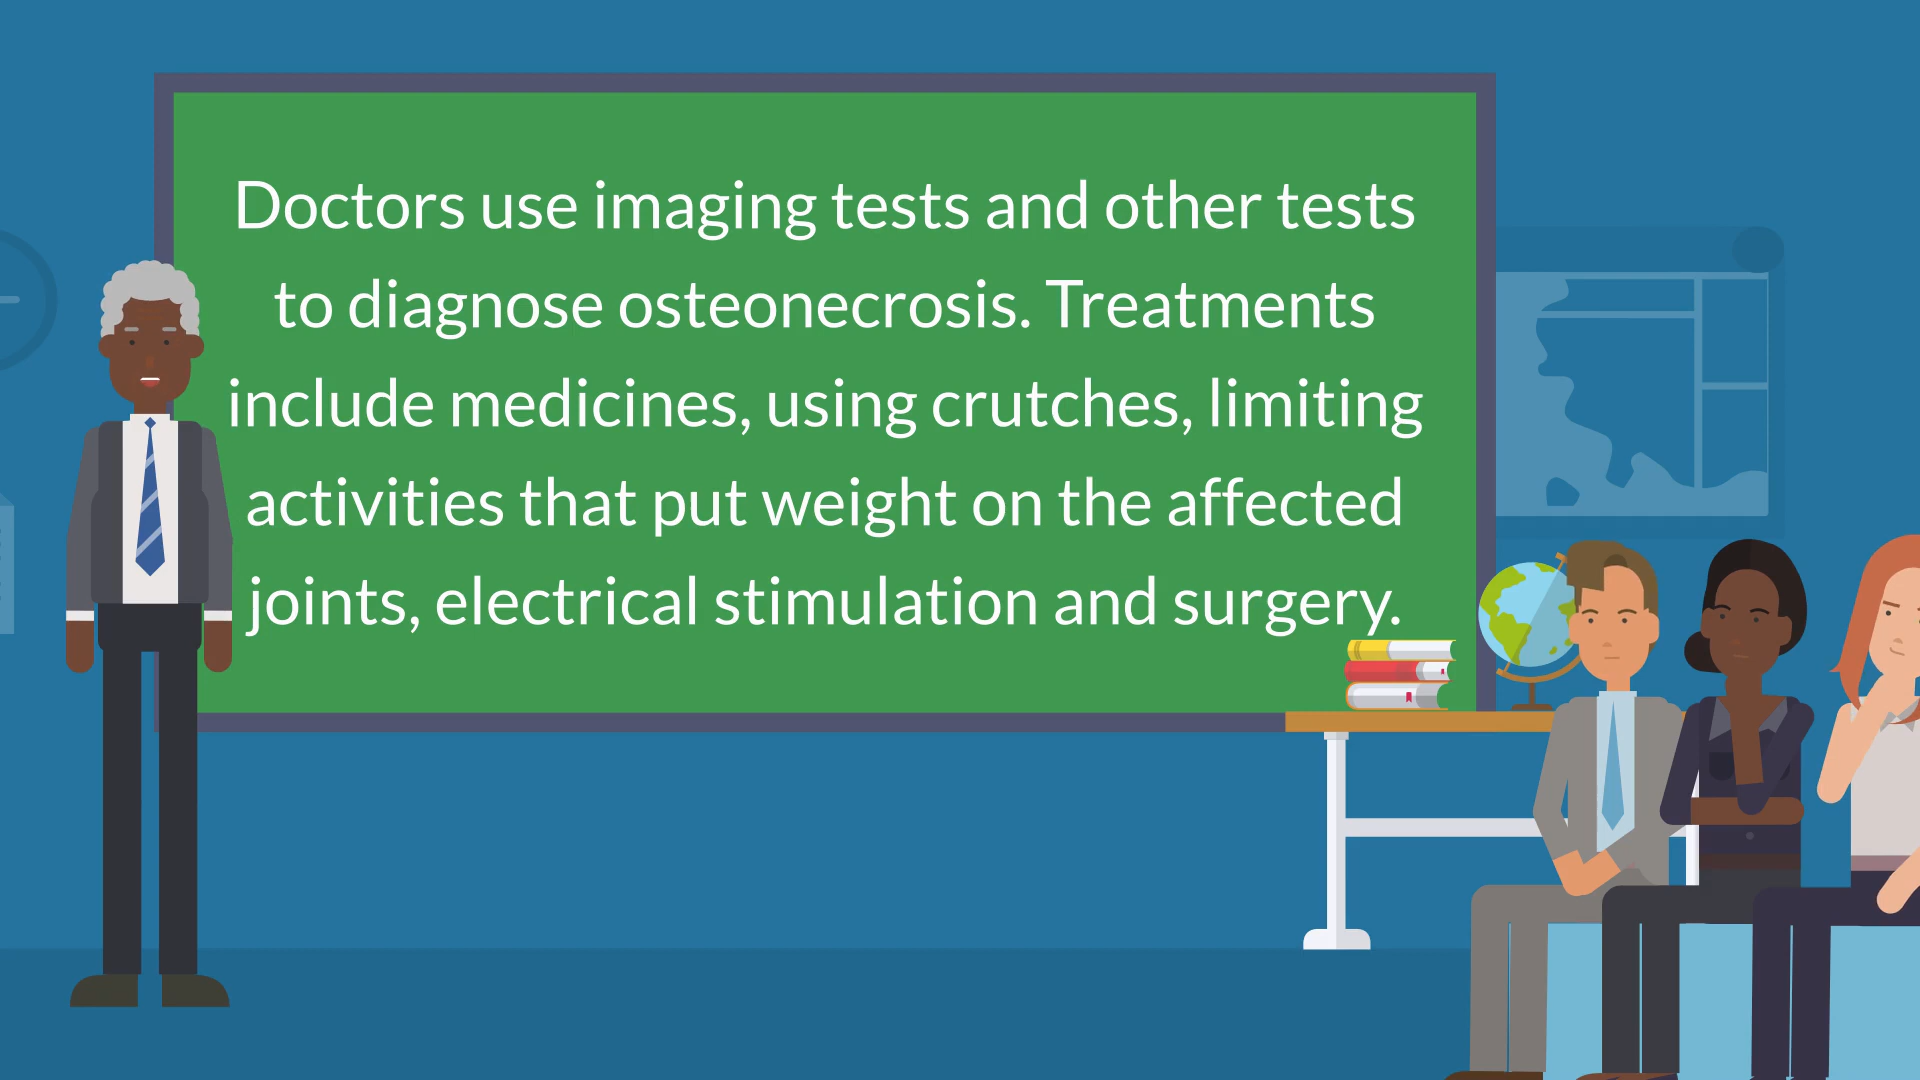 Doctors use imaging tests and other tests
to diagnose osteonecrosis. Treatments
include medicines, using crutches, limiting
activities that put weight on the affected
joints, electrical stimulation and surgery.